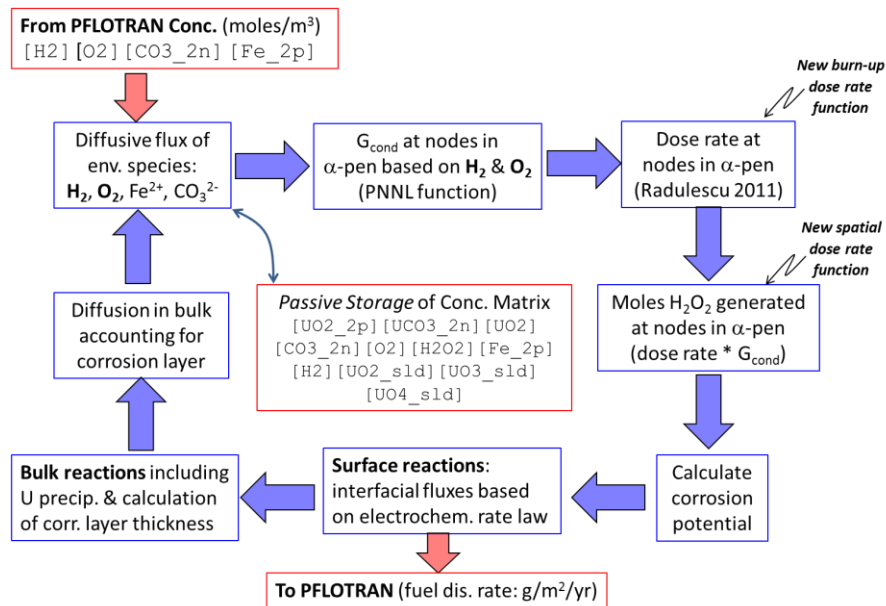 From PFLOTRAN Conc. (moles/m³)
[H2][O2][CO3_2n][Fe_2p]
Diffusive flux of
env. species:
H₂, O₂, Fe²⁺, CO₃²⁻
G_cond at nodes in
α-pen based on H₂ & O₂
(PNNL function)
New burn-up
dose rate
function
Dose rate at
nodes in α-pen
(Radulescu 2011)
New spatial
dose rate
function
Moles H₂O₂ generated
at nodes in α-pen
(dose rate * G_cond)
Diffusion in bulk
accounting for
corrosion layer
Passive Storage of Conc. Matrix
[UO2_2p][UCO3_2n][UO2]
[CO3_2n][O2][H2O2][Fe_2p]
[H2][UO2_sld][UO3_sld]
[UO4_sld]
Bulk reactions including
U precip. & calculation
of corr. layer thickness
Surface reactions:
interfacial fluxes based
on electrochem. rate law
Calculate
corrosion
potential
To PFLOTRAN (fuel dis. rate: g/m²/yr)